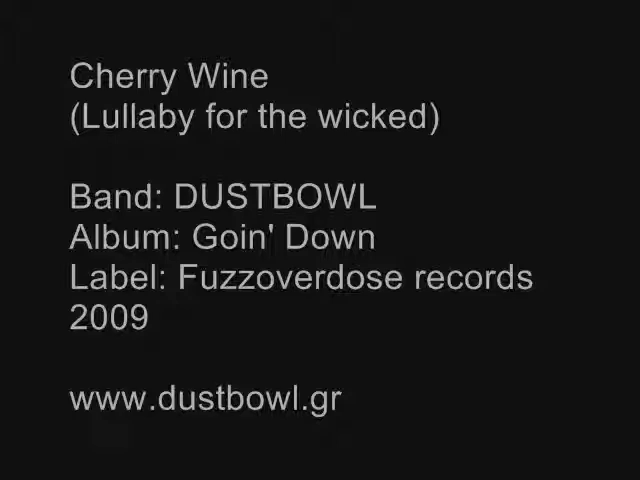 Cherry Wine
(Lullaby for the wicked)
Band: DUSTBOWL
Album: Goin' Down
Label: Fuzzoverdose records
2009
www.dustbowl.gr